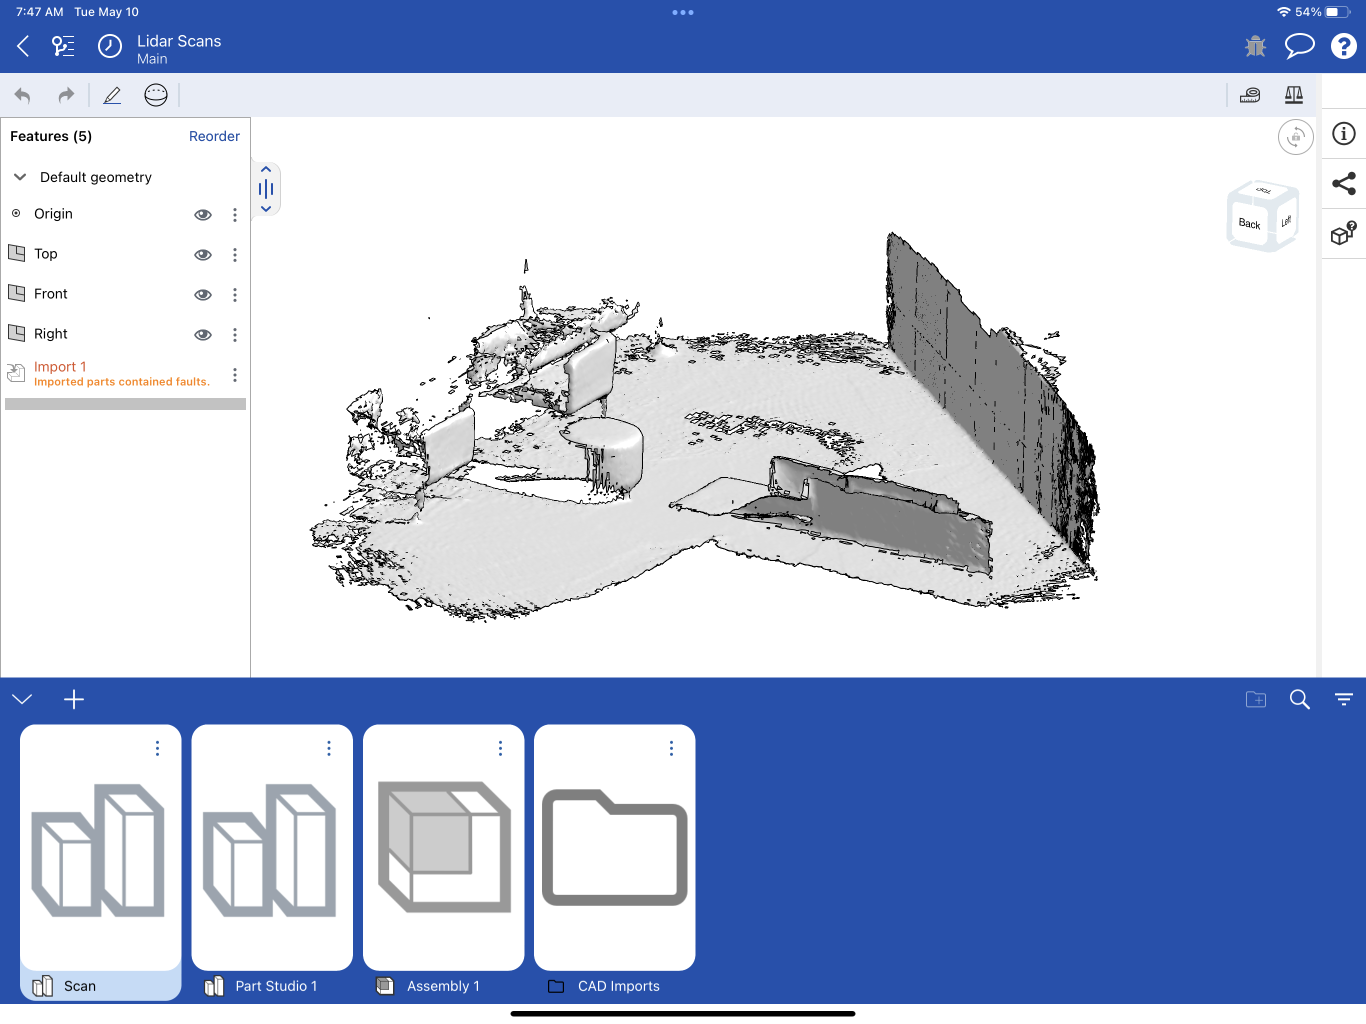 7:47 AM Tue May 10
54%
Lidar Scans
Main
Features (5)
Reorder
Default geometry
Origin
Top
Front
Right
Import 1
Imported parts contained faults.
TOP
Back
Left
Scan
Part Studio 1
Assembly 1
CAD Imports